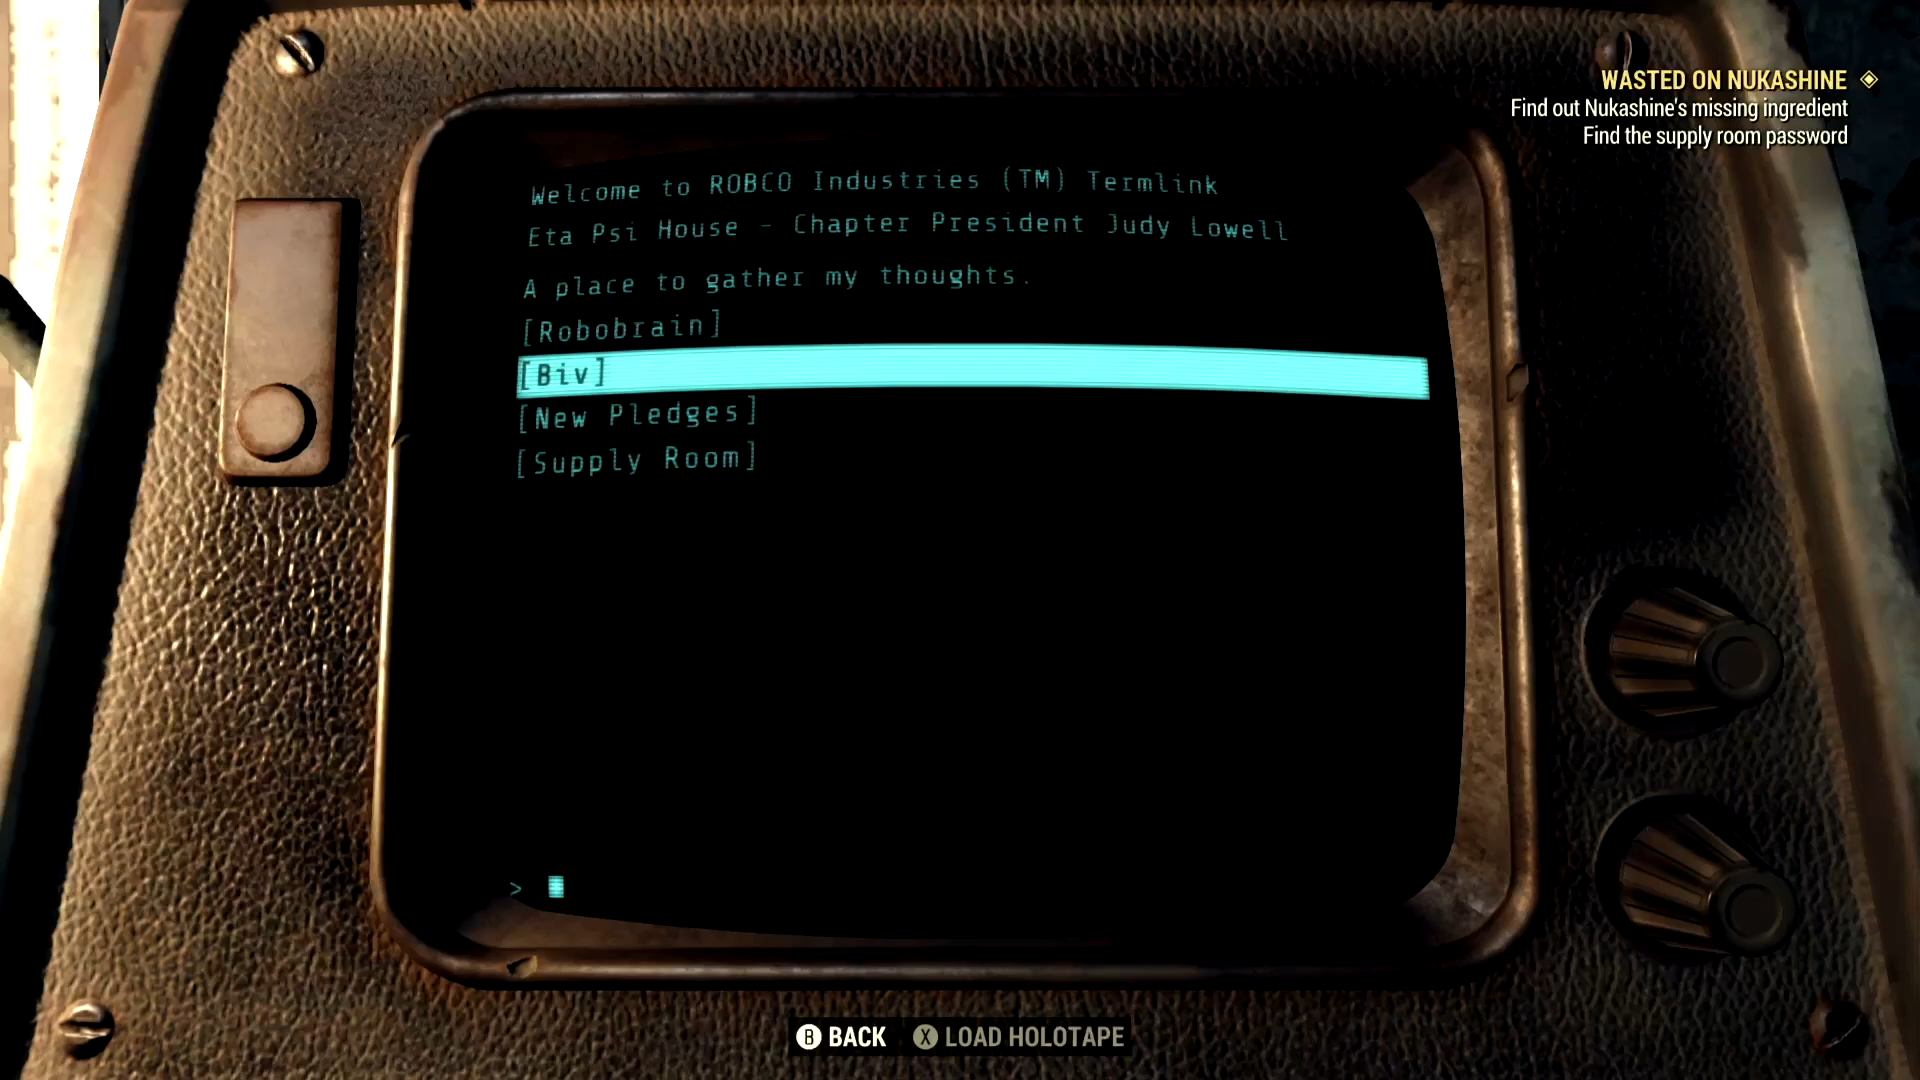 WASTED ON NUKASHINE
Find out Nukashine's missing ingredient
Find the supply room password
Welcome to ROBCO Industries (TM) Termlink
Eta Psi House - Chapter President Judy Lowell
A place to gather my thoughts.
[Robobrain]
[Biv]
[New Pledges]
[Supply Room]
>
B BACK X LOAD HOLOTAPE